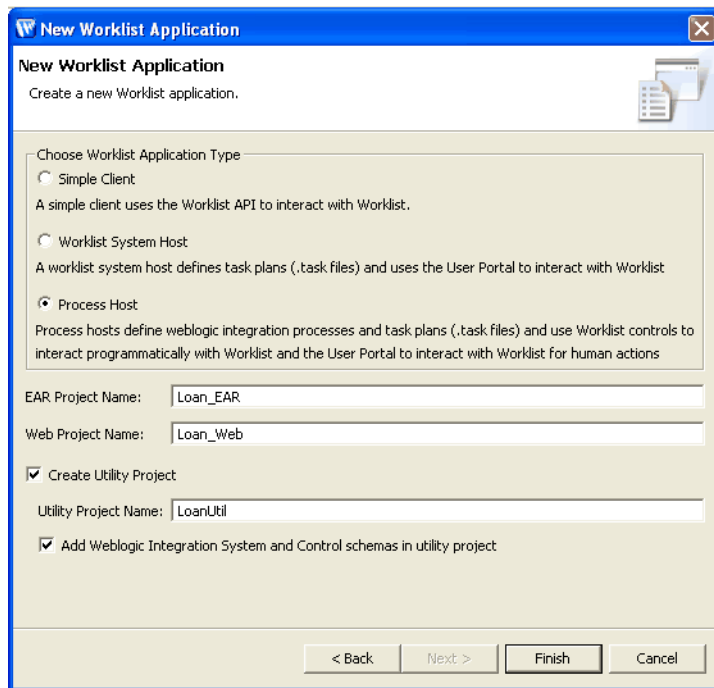 New Worklist Application
New Worklist Application
Create a new Worklist application.
Choose Worklist Application Type
Simple Client
A simple client uses the Worklist API to interact with Worklist.
Worklist System Host
A worklist system host defines task plans (.task files) and uses the User Portal to interact with Worklist
Process Host
Process hosts define weblogic integration processes and task plans (.task files) and use Worklist controls to
interact programmatically with Worklist and the User Portal to interact with Worklist for human actions
EAR Project Name: Loan_EAR
Web Project Name: Loan_Web
Create Utility Project
Utility Project Name: LoanUtil
Add Weblogic Integration System and Control schemas in utility project
< Back Next > Finish Cancel